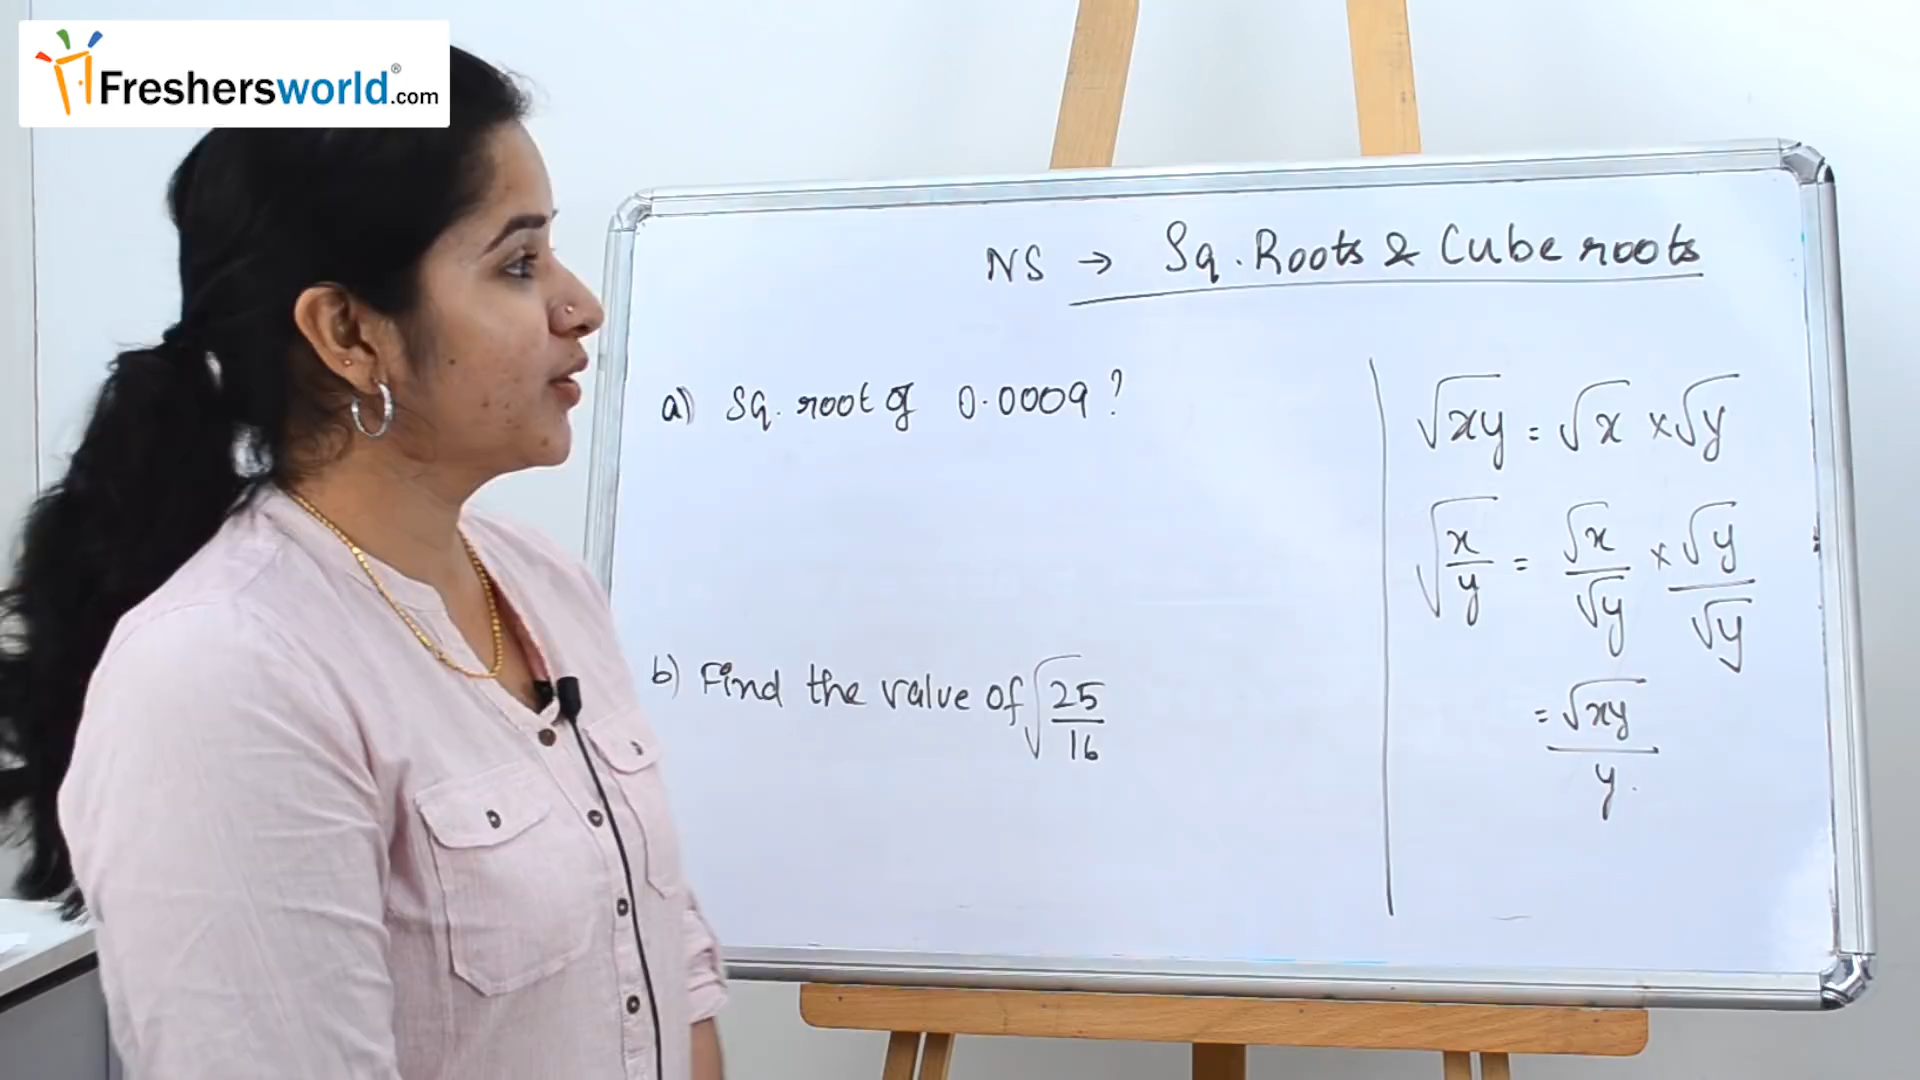 Freshersworld®.com
NS → Sq. Roots & Cube roots
a) Sq. root of 0.0009 ?
b) Find the value of √(25/16)
√xy = √x × √y
√(x/y) = √x/√y × √y/√y
= √xy/y.